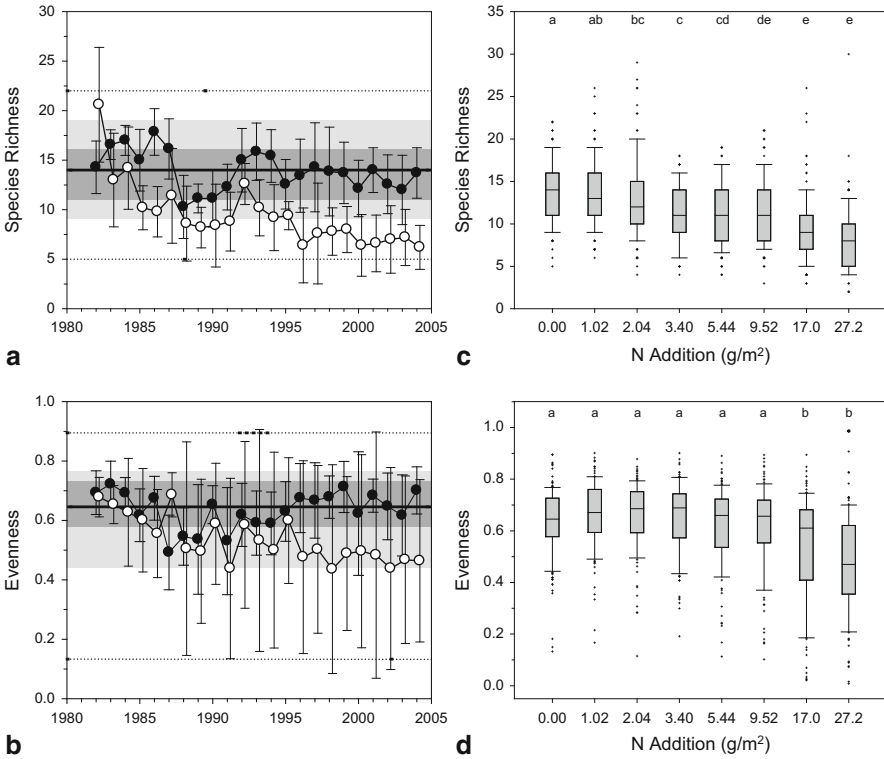 30
25
20
15
10
5
0
Species Richness
1980 1985 1990 1995 2000 2005
a
a ab bc c cd de e e
35
30
25
20
15
10
5
0
Species Richness
0.00 1.02 2.04 3.40 5.44 9.52 17.0 27.2
N Addition (g/m²)
c
1.0
0.8
0.6
0.4
0.2
0.0
Evenness
1980 1985 1990 1995 2000 2005
b
a a a a a a b b
1.0
0.8
0.6
0.4
0.2
0.0
Evenness
0.00 1.02 2.04 3.40 5.44 9.52 17.0 27.2
N Addition (g/m²)
d